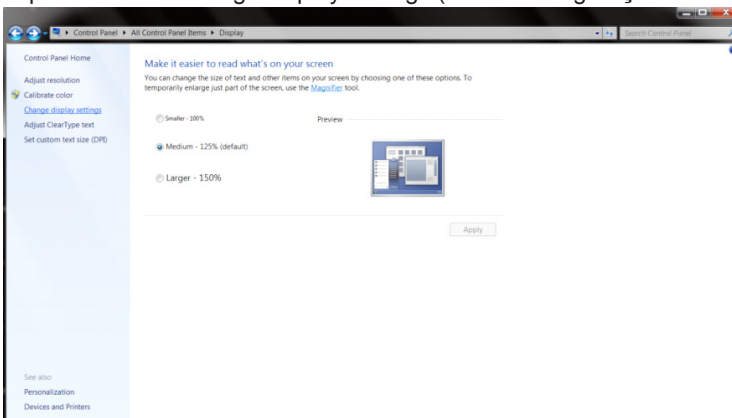 Control Panel ▸ All Control Panel Items ▸ Display
Search Control Panel
Control Panel Home
Adjust resolution
Calibrate color
Change display settings
Adjust ClearType text
Set custom text size (DPI)
Make it easier to read what's on your screen
You can change the size of text and other items on your screen by choosing one of these options. To
temporarily enlarge just part of the screen, use the Magnifier tool.
Smaller - 100%
Preview
Medium - 125% (default)
Larger - 150%
Apply
See also
Personalization
Devices and Printers